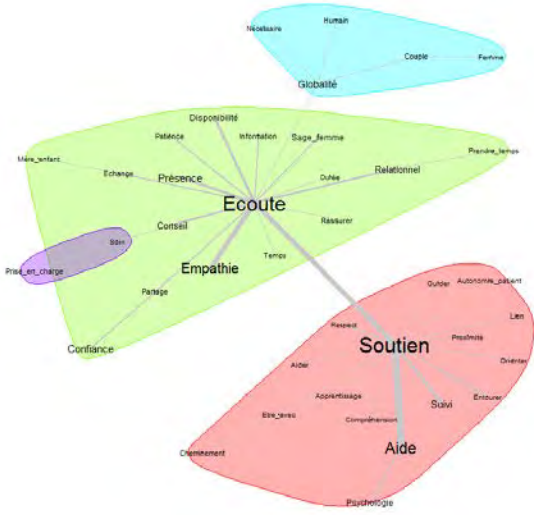 Humain
Nécessaire
Couple
Femme
Globalité
Disponibilité
Patience
Information
Sage_femme
Prendre_temps
Mère_enfant
Echange
Présence
Durée
Relationnel
Ecoute
Conseil
Rassurer
Soin
Prise_en_charge
Temps
Empathie
Partage
Confiance
Guider
Autonomie_patient
Lien
Respect
Proximité
Soutien
Orienter
Aider
Entourer
Apprentissage
Suivi
Etre_avec
Compréhension
Aide
Cheminement
Psychologie